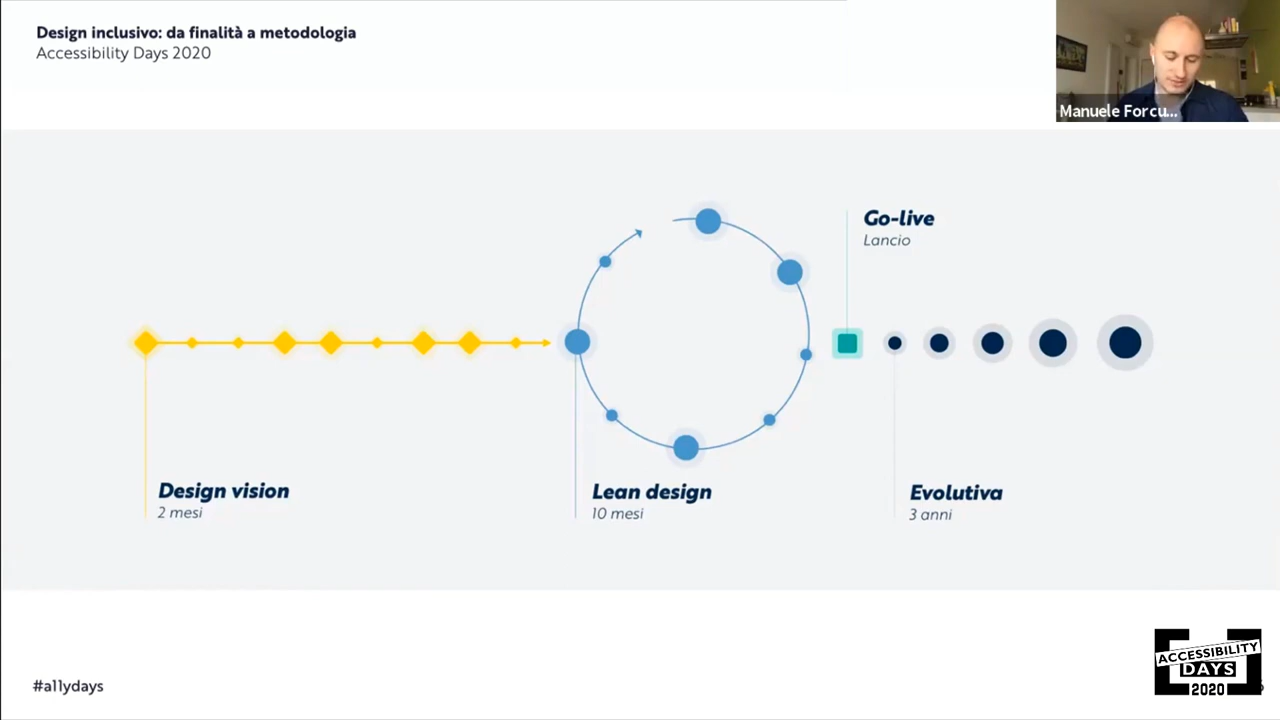 Design inclusivo: da finalità a metodologia
Accessibility Days 2020
Manuele Forcu...
Go-live
Lancio
Design vision
2 mesi
Lean design
10 mesi
Evolutiva
3 anni
#a11ydays
ACCESSIBILITY
DAYS
2020